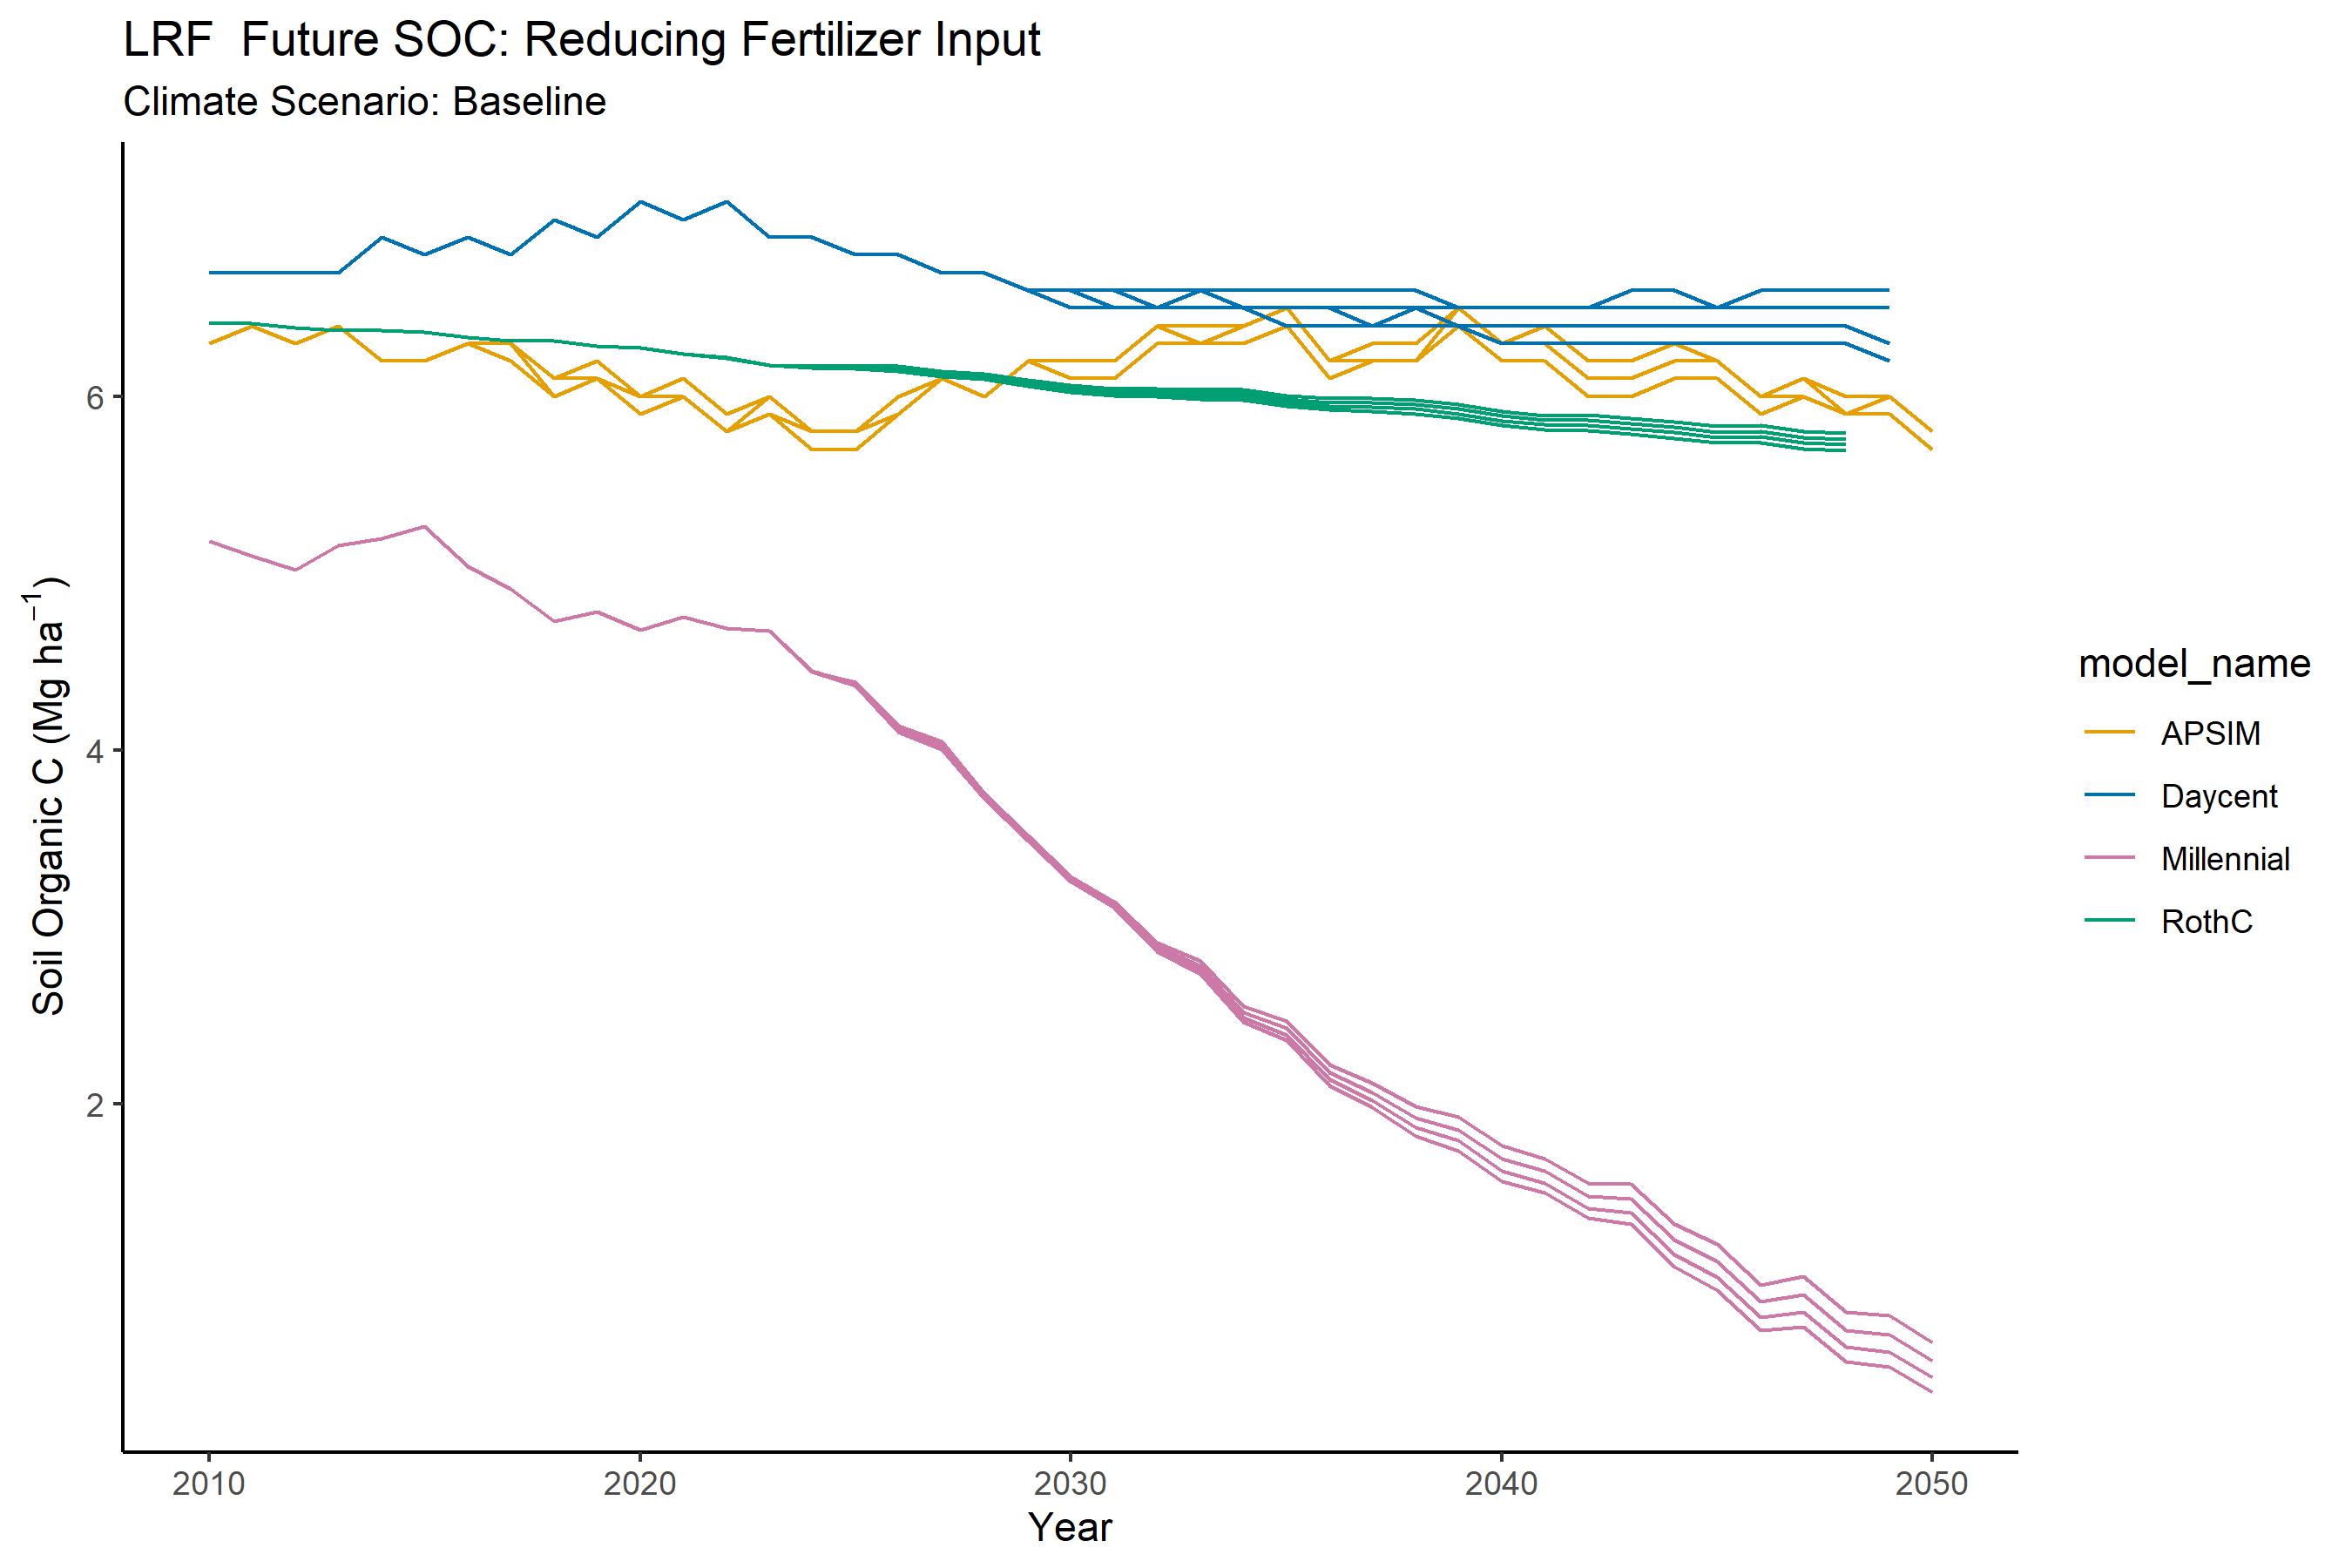 LRF  Future SOC: Reducing Fertilizer Input
Climate Scenario: Baseline
6
4
2
Soil Organic C (Mg ha⁻¹)
2010
2020
2030
2040
2050
Year
model_name
APSIM
Daycent
Millennial
RothC